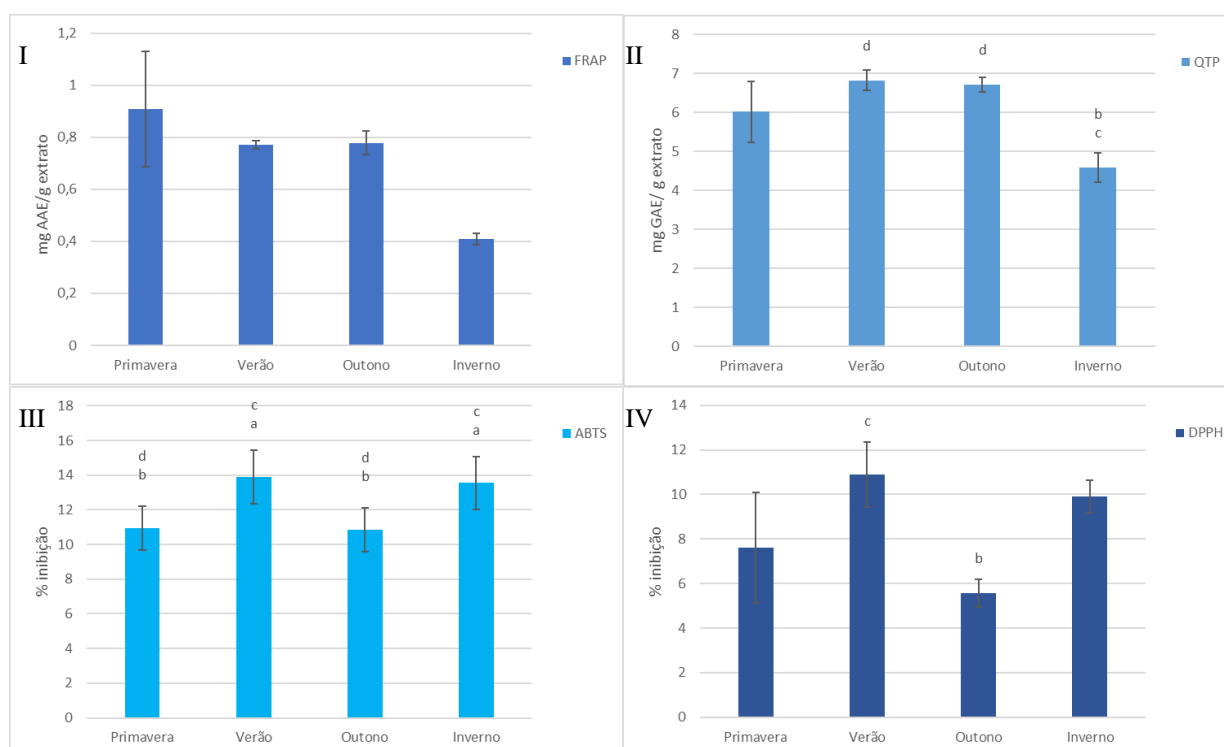 I
FRAP
mg AAE/g extrato
1,2
1
0,8
0,6
0,4
0,2
0
Primavera Verão Outono Inverno
II
QTP
mg GAE/ g extrato
8
7
6
5
4
3
2
1
0
d d
b
c
Primavera Verão Outono Inverno
III
ABTS
% inibição
18
16
14
12
10
8
6
4
2
0
c c
a a
d d
b b
Primavera Verão Outono Inverno
IV
DPPH
% inibição
14
12
10
8
6
4
2
0
c
b
Primavera Verão Outono Inverno